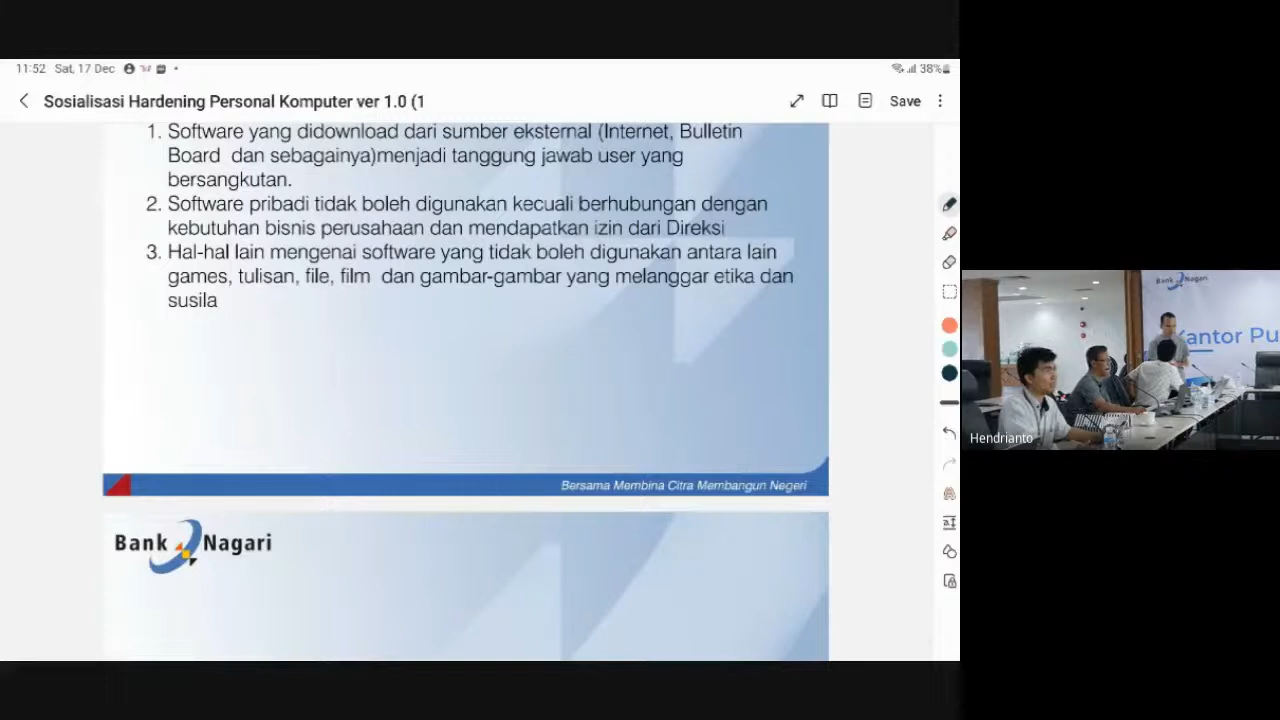 11:52 Sat, 17 Dec
38%
Sosialisasi Hardening Personal Komputer ver 1.0 (1
Save
1. Software yang didownload dari sumber eksternal (Internet, Bulletin
Board dan sebagainya)menjadi tanggung jawab user yang
bersangkutan.
2. Software pribadi tidak boleh digunakan kecuali berhubungan dengan
kebutuhan bisnis perusahaan dan mendapatkan izin dari Direksi
3. Hal-hal lain mengenai software yang tidak boleh digunakan antara lain
games, tulisan, file, film dan gambar-gambar yang melanggar etika dan
susila
Bersama Membina Citra Membangun Negeri
Bank Nagari
Bank Nagari
Kantor Pu
Hendrianto